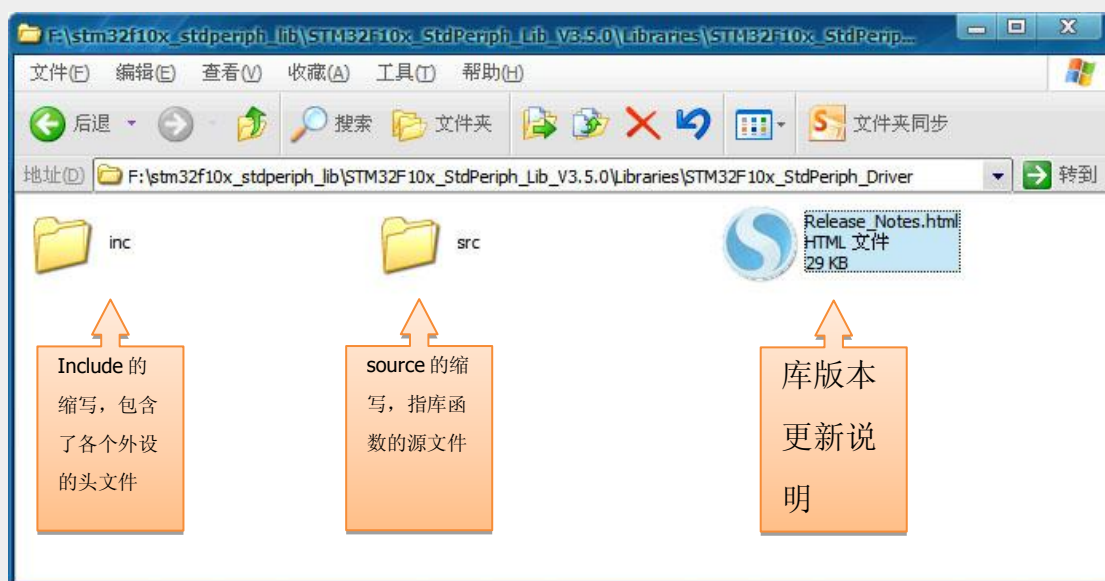 F:\stm32f10x_stdperiph_lib\STM32F10x_StdPeriph_Lib_V3.5.0\Libraries\STM32F10x_StdPerip...
文件(F) 编辑(E) 查看(V) 收藏(A) 工具(T) 帮助(H)
后退 搜索 文件夹 S 文件夹同步
地址(D) F:\stm32f10x_stdperiph_lib\STM32F10x_StdPeriph_Lib_V3.5.0\Libraries\STM32F10x_StdPeriph_Driver 转到
inc
src
Release_Notes.html
HTML 文件
29 KB
Include 的
缩写，包含
了各个外设
的头文件
source 的缩
写，指库函
数的源文件
库版本
更新说
明